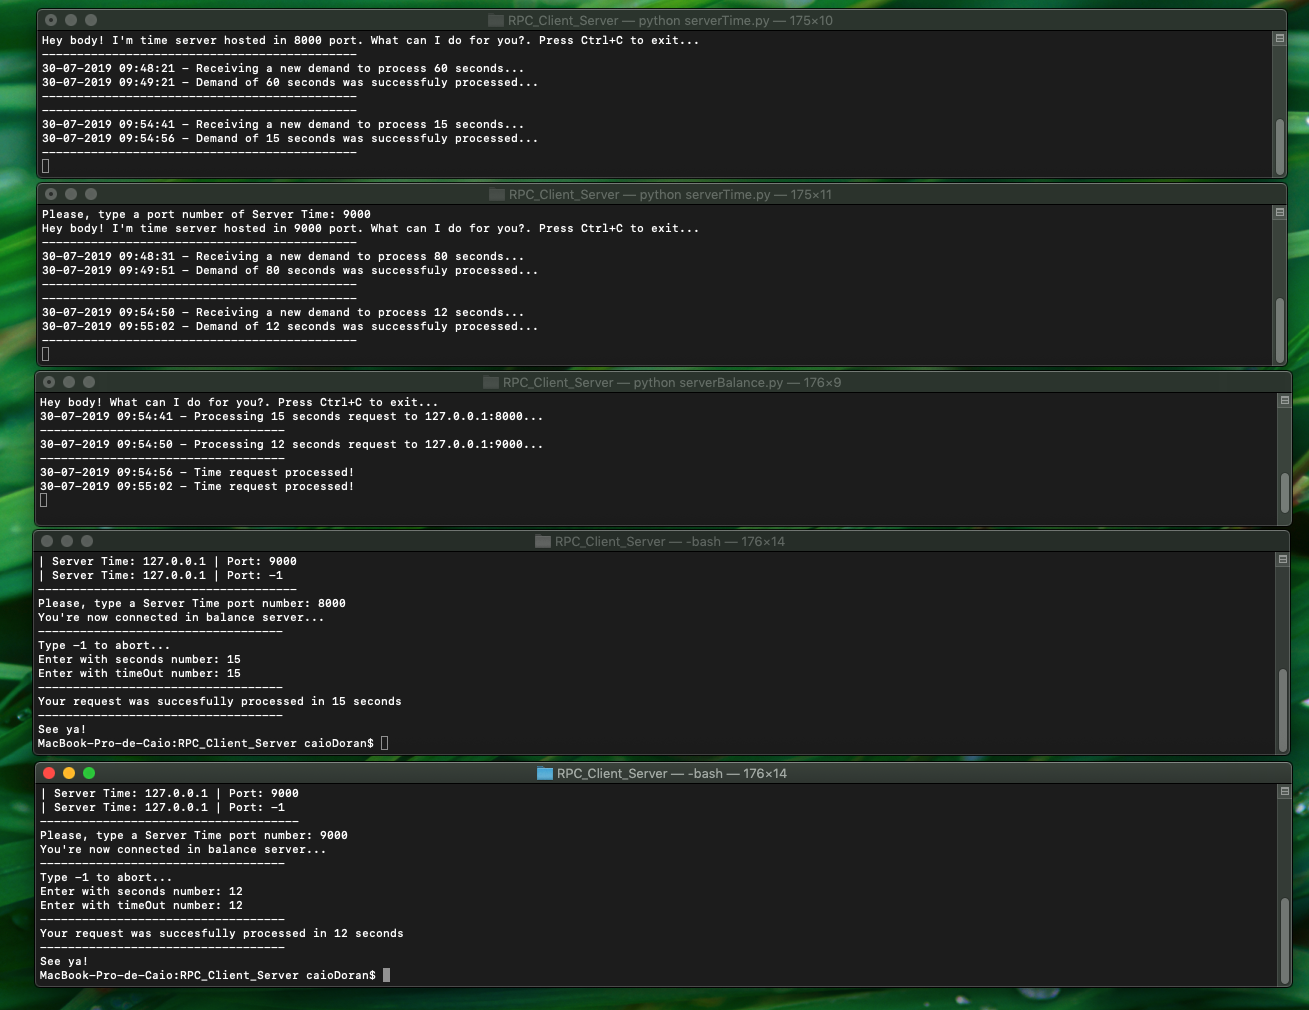 RPC_Client_Server — python serverTime.py — 175×10
Hey body! I'm time server hosted in 8000 port. What can I do for you?. Press Ctrl+C to exit...
---------------------------------------------
30-07-2019 09:48:21 - Receiving a new demand to process 60 seconds...
30-07-2019 09:49:21 - Demand of 60 seconds was successfuly processed...
---------------------------------------------
---------------------------------------------
30-07-2019 09:54:41 - Receiving a new demand to process 15 seconds...
30-07-2019 09:54:56 - Demand of 15 seconds was successfuly processed...
---------------------------------------------
RPC_Client_Server — python serverTime.py — 175×11
Please, type a port number of Server Time: 9000
Hey body! I'm time server hosted in 9000 port. What can I do for you?. Press Ctrl+C to exit...
---------------------------------------------
30-07-2019 09:48:31 - Receiving a new demand to process 80 seconds...
30-07-2019 09:49:51 - Demand of 80 seconds was successfuly processed...
---------------------------------------------
---------------------------------------------
30-07-2019 09:54:50 - Receiving a new demand to process 12 seconds...
30-07-2019 09:55:02 - Demand of 12 seconds was successfuly processed...
---------------------------------------------
RPC_Client_Server — python serverBalance.py — 176×9
Hey body! What can I do for you?. Press Ctrl+C to exit...
30-07-2019 09:54:41 - Processing 15 seconds request to 127.0.0.1:8000...
-----------------------------------
30-07-2019 09:54:50 - Processing 12 seconds request to 127.0.0.1:9000...
-----------------------------------
30-07-2019 09:54:56 - Time request processed!
30-07-2019 09:55:02 - Time request processed!
RPC_Client_Server — -bash — 176×14
| Server Time: 127.0.0.1 | Port: 9000
| Server Time: 127.0.0.1 | Port: -1
-------------------------------------
Please, type a Server Time port number: 8000
You're now connected in balance server...
-----------------------------------
Type -1 to abort...
Enter with seconds number: 15
Enter with timeOut number: 15
-----------------------------------
Your request was succesfully processed in 15 seconds
-----------------------------------
See ya!
MacBook-Pro-de-Caio:RPC_Client_Server caioDoran$
RPC_Client_Server — -bash — 176×14
| Server Time: 127.0.0.1 | Port: 9000
| Server Time: 127.0.0.1 | Port: -1
-------------------------------------
Please, type a Server Time port number: 9000
You're now connected in balance server...
-----------------------------------
Type -1 to abort...
Enter with seconds number: 12
Enter with timeOut number: 12
-----------------------------------
Your request was succesfully processed in 12 seconds
-----------------------------------
See ya!
MacBook-Pro-de-Caio:RPC_Client_Server caioDoran$